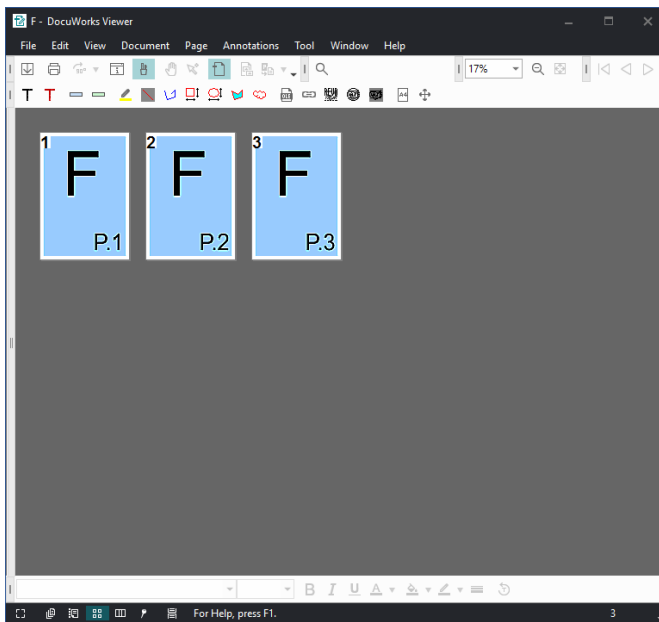 F - DocuWorks Viewer
File Edit View Document Page Annotations Tool Window Help
17%
T T
1 2 3
F F F
P.1 P.2 P.3
B I U A
For Help, press F1. 3